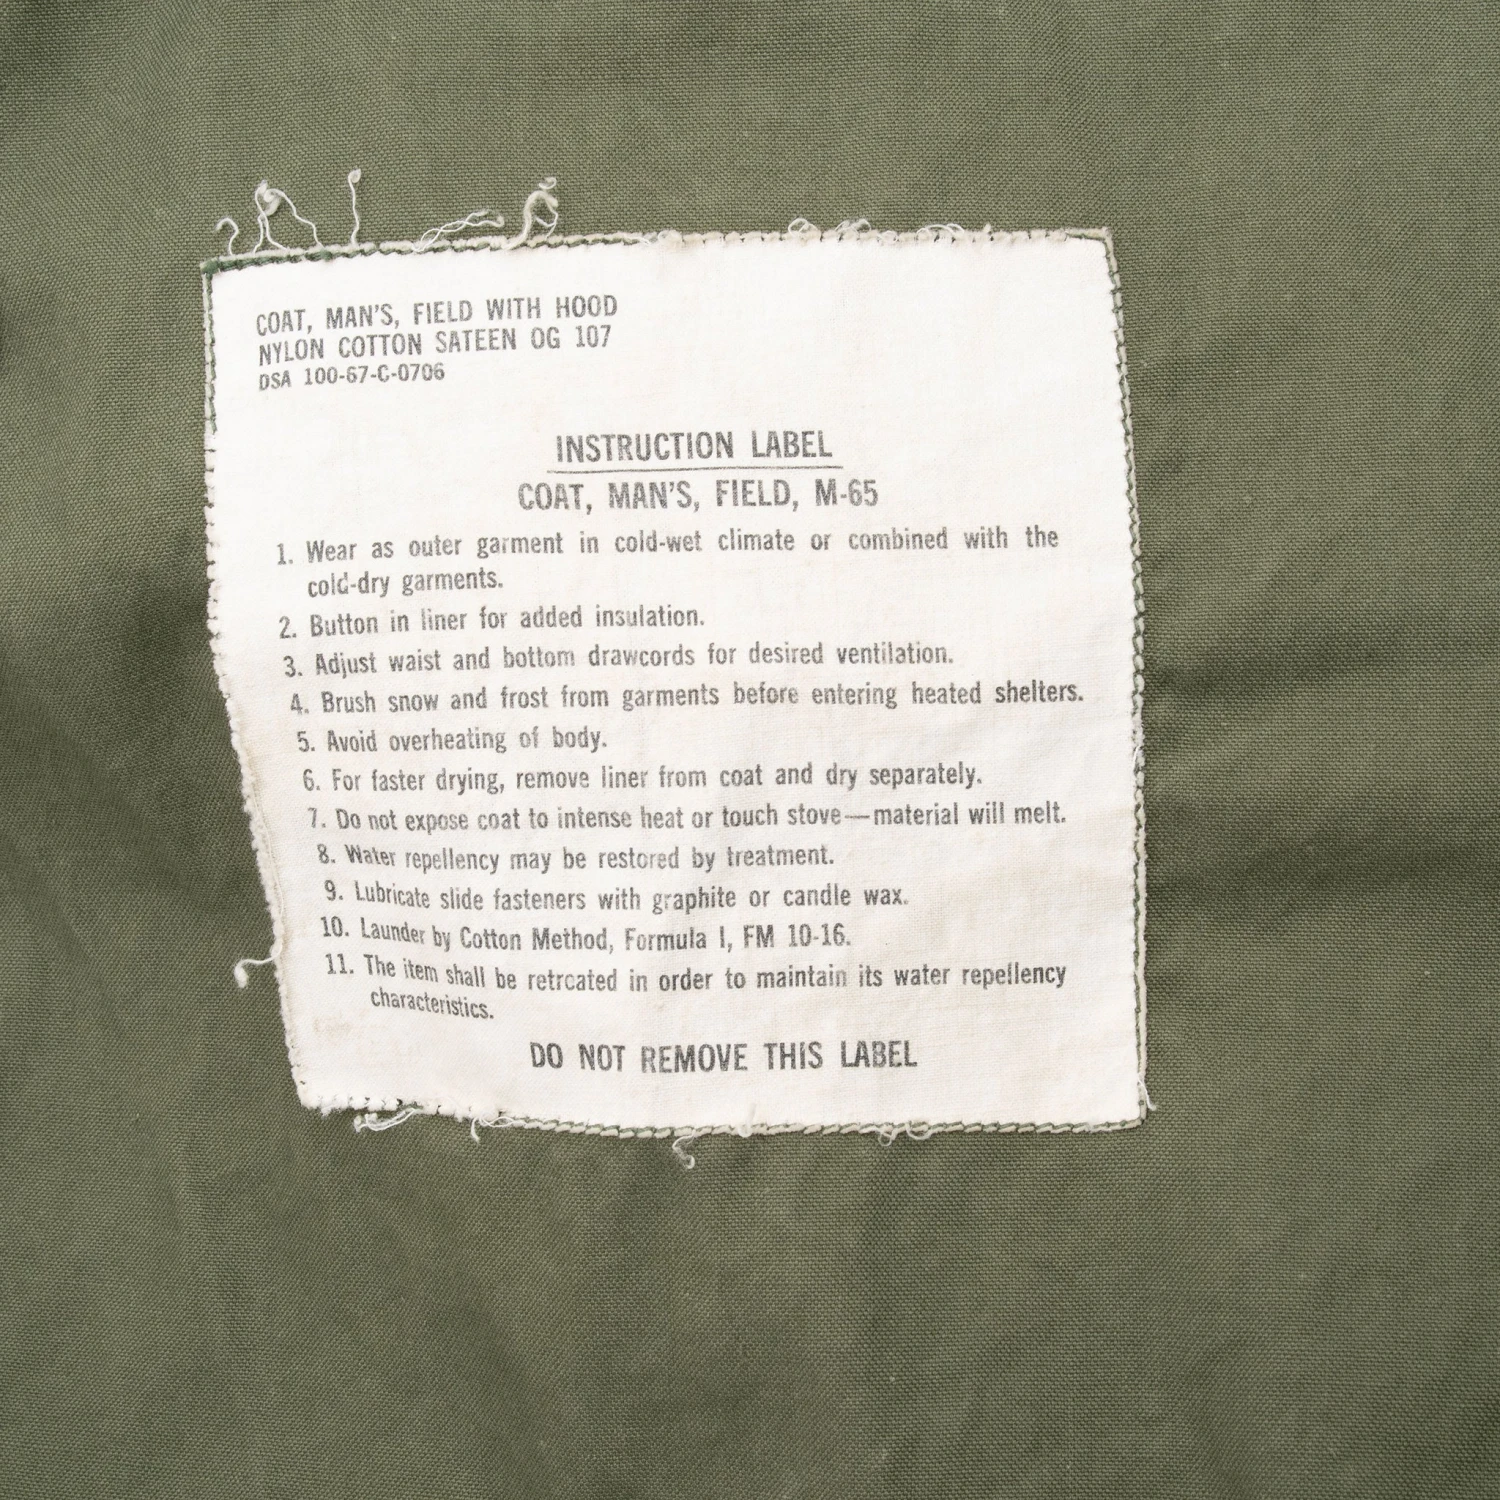 COAT, MAN'S, FIELD WITH HOOD
NYLON COTTON SATEEN OG 107
DSA 100-67-C-0706
INSTRUCTION LABEL
COAT, MAN'S, FIELD, M-65
1. Wear as outer garment in cold-wet climate or combined with the
cold-dry garments.
2. Button in liner for added insulation.
3. Adjust waist and bottom drawcords for desired ventilation.
4. Brush snow and frost from garments before entering heated shelters.
5. Avoid overheating of body.
6. For faster drying, remove liner from coat and dry separately.
7. Do not expose coat to intense heat or touch stove—material will melt.
8. Water repellency may be restored by treatment.
9. Lubricate slide fasteners with graphite or candle wax.
10. Launder by Cotton Method, Formula I, FM 10-16.
11. The item shall be retreated in order to maintain its water repellency
characteristics.
DO NOT REMOVE THIS LABEL